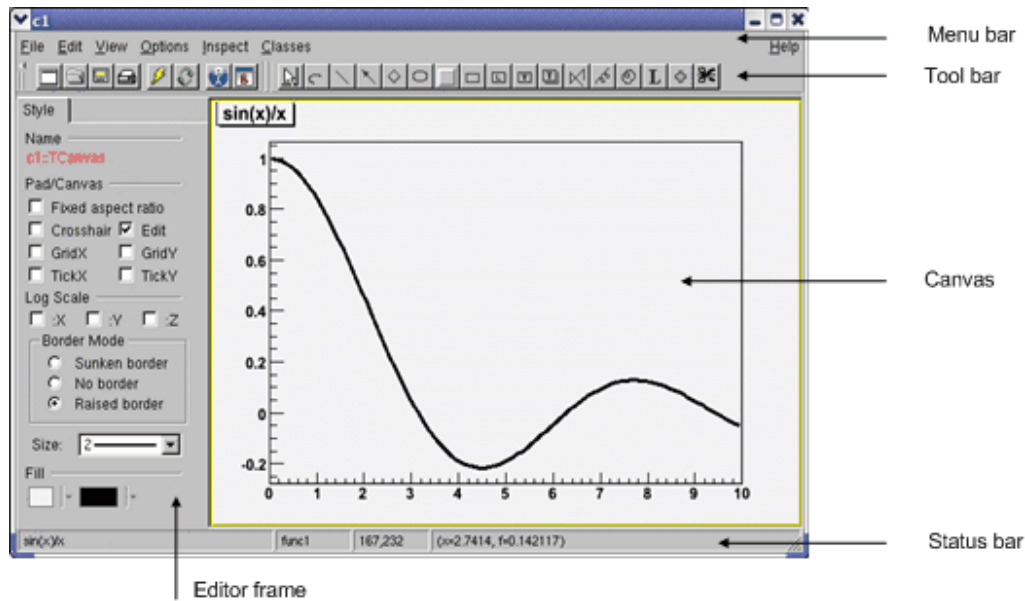 c1
Menu bar
File Edit View Options Inspect Classes Help
Tool bar
L
Style
sin(x)/x
Name
c1::TCanvas
Pad/Canvas
Fixed aspect ratio
Crosshair Edit
GridX GridY
TickX TickY
Log Scale
:X :Y :Z
Border Mode
Sunken border
No border
Raised border
Size: 2
Fill
1
0.8
0.6
0.4
0.2
0
-0.2
0 1 2 3 4 5 6 7 8 9 10
Canvas
sin(x)/x func1 167,232 (x=2.7414, f=0.142117)
Status bar
Editor frame